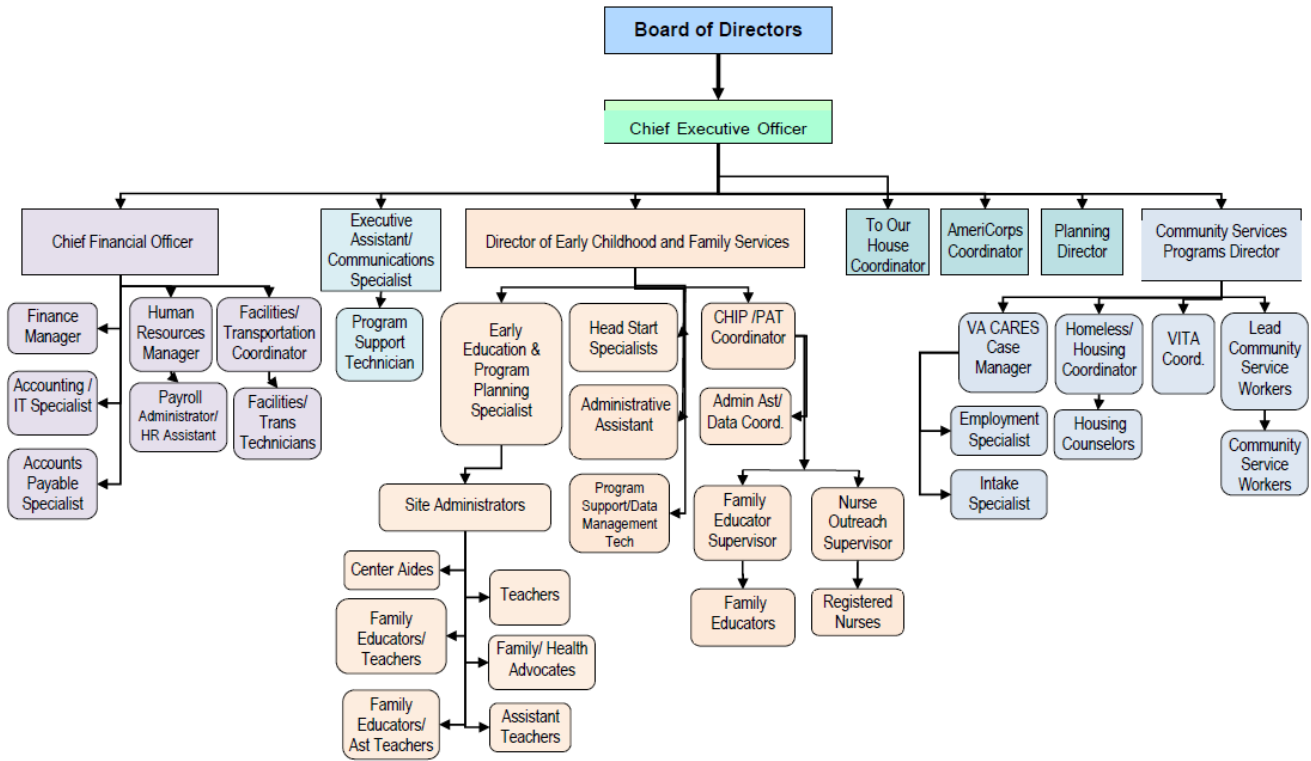 Board of Directors
Chief Executive Officer
Chief Financial Officer
Executive
Assistant/
Communications
Specialist
Director of Early Childhood and Family Services
To Our
House
Coordinator
AmeriCorps
Coordinator
Planning
Director
Community Services
Programs Director
Finance
Manager
Human
Resources
Manager
Facilities/
Transportation
Coordinator
Program
Support
Technician
Early
Education &
Program
Planning
Specialist
Head Start
Specialists
CHIP /PAT
Coordinator
VA CARES
Case
Manager
Homeless/
Housing
Coordinator
VITA
Coord.
Lead
Community
Service
Workers
Accounting /
IT Specialist
Payroll
Administrator/
HR Assistant
Facilities/
Trans
Technicians
Administrative
Assistant
Admin Ast/
Data Coord.
Employment
Specialist
Housing
Counselors
Community
Service
Workers
Accounts
Payable
Specialist
Site Administrators
Program
Support/Data
Management
Tech
Family
Educator
Supervisor
Nurse
Outreach
Supervisor
Intake
Specialist
Center Aides
Teachers
Family
Educators
Registered
Nurses
Family
Educators/
Teachers
Family/ Health
Advocates
Family
Educators/
Ast Teachers
Assistant
Teachers